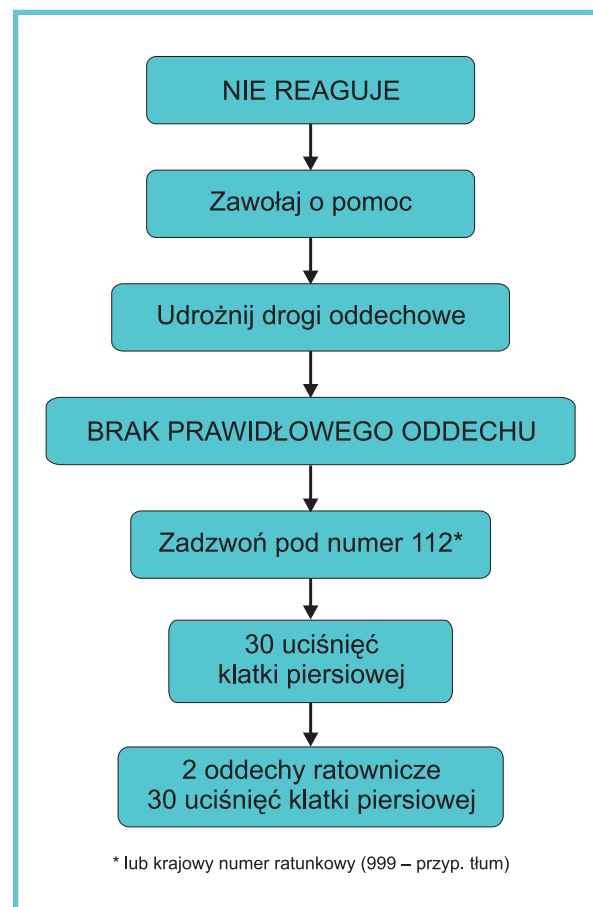 NIE REAGUJE
Zawołaj o pomoc
Udrożnij drogi oddechowe
BRAK PRAWIDŁOWEGO ODDECHU
Zadzwoń pod numer 112*
30 uciśnięć
klatki piersiowej
2 oddechy ratownicze
30 uciśnięć klatki piersiowej
* lub krajowy numer ratunkowy (999 – przyp. tłum)